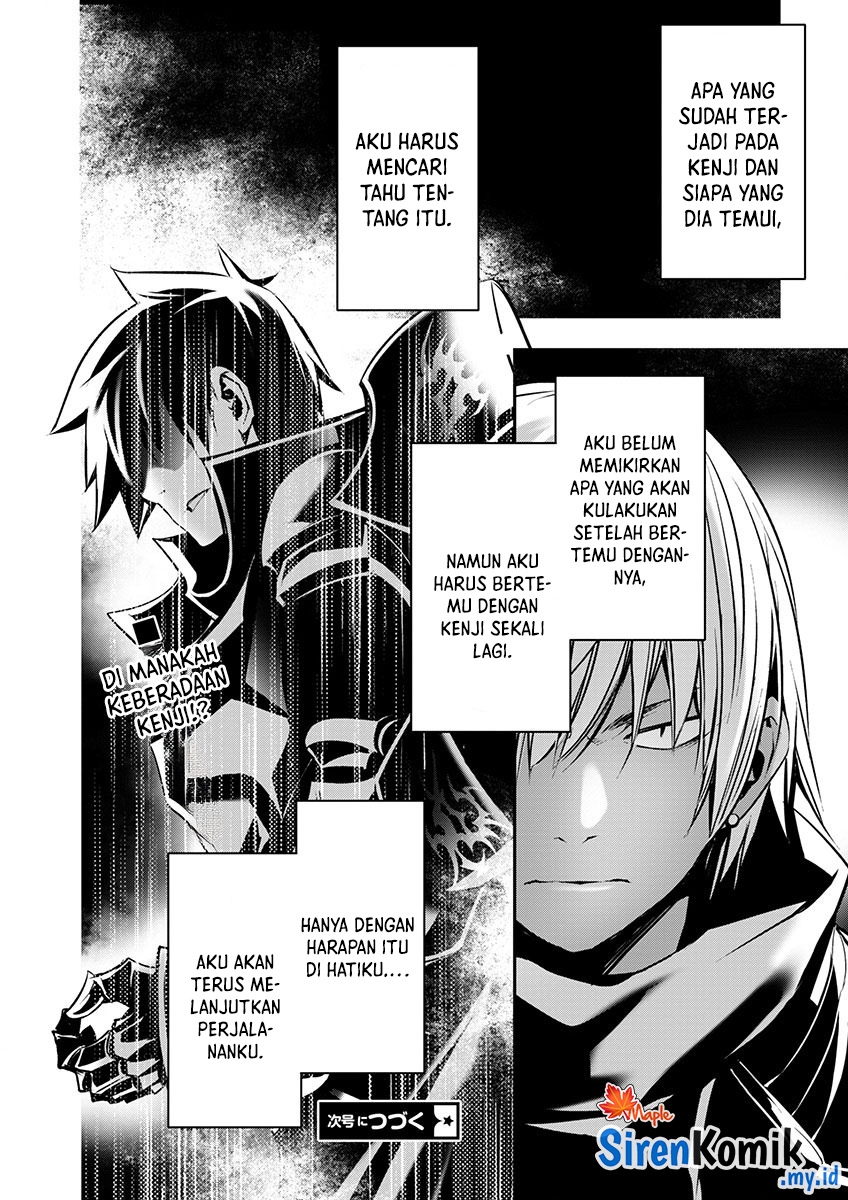 APA YANG
SUDAH TER-
JADI PADA
KENJI DAN
SIAPA YANG
DIA TEMUI,
AKU HARUS
MENCARI
TAHU TEN-
TANG ITU.
AKU BELUM
MEMIKIRKAN
APA YANG AKAN
KULAKUKAN
SETELAH BER-
TEMU DENGAN-
NYA,
NAMUN AKU
HARUS BERTE-
MU DENGAN
KENJI SEKALI
LAGI.
DI MANAKAH
KEBERADAAN
KENJI!?
HANYA DENGAN
HARAPAN ITU
DI HATIKU....
AKU AKAN
TERUS ME-
LANJUTKAN
PERJALA-
NANKU.
次号につづく
Maple
SirenKomik
.my.id